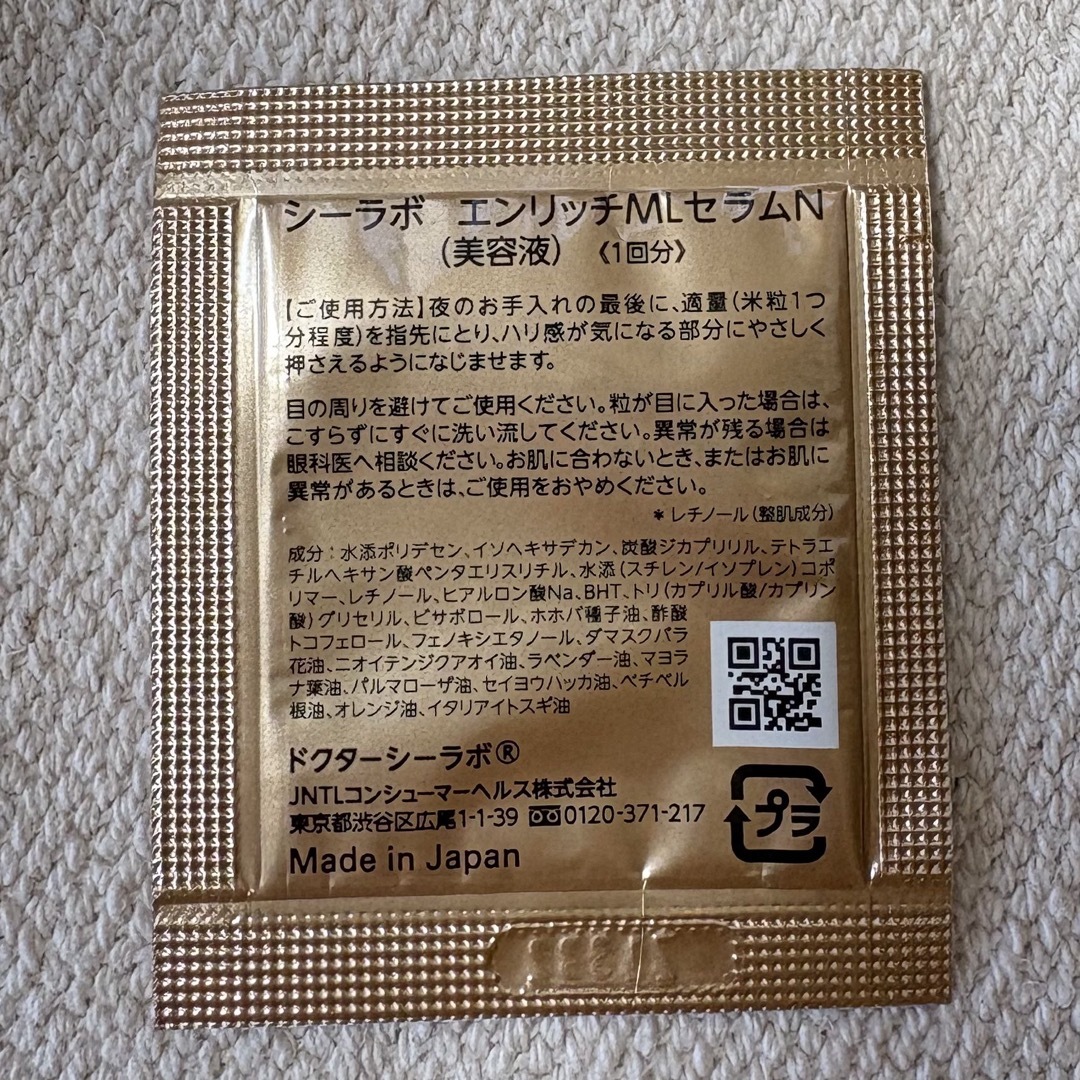 シーラボ エンリッチMLセラムN
(美容液) 《1回分》
【ご使用方法】夜のお手入れの最後に、適量(米粒1つ
分程度)を指先にとり、ハリ感が気になる部分にやさしく
押さえるようになじませます。
目の周りを避けてご使用ください。粒が目に入った場合は、
こすらずにすぐに洗い流してください。異常が残る場合は
眼科医へ相談ください。お肌に合わないとき、またはお肌に
異常があるときは、ご使用をおやめください。
*レチノール(整肌成分)
成分:水添ポリデセン、イソヘキサデカン、炭酸ジカプリリル、テトラエ
チルヘキサン酸ペンタエリスリチル、水添(スチレン/イソプレン)コポ
リマー、レチノール、ヒアルロン酸Na、BHT、トリ(カプリル酸/カプリン
酸)グリセリル、ビサボロール、ホホバ種子油、酢酸
トコフェロール、フェノキシエタノール、ダマスクバラ
花油、ニオイテンジクアオイ油、ラベンダー油、マヨラ
ナ葉油、パルマローザ油、セイヨウハッカ油、ベチベル
根油、オレンジ油、イタリアイトスギ油
ドクターシーラボ®
JNTLコンシューマーヘルス株式会社
東京都渋谷区広尾1-1-39 0120-371-217
Made in Japan
プラ